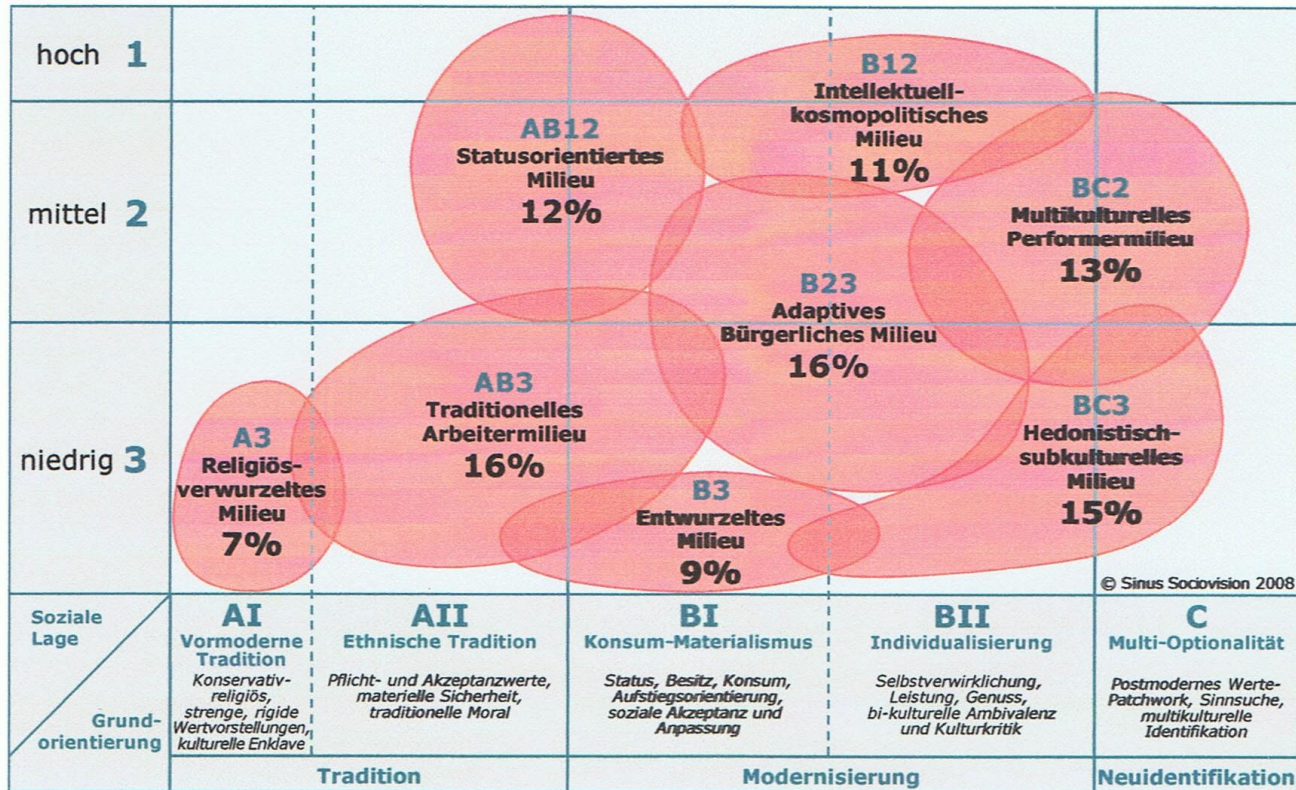 hoch 1
mittel 2
niedrig 3
AB12
Statusorientiertes
Milieu
12%
B12
Intellektuell-
kosmopolitisches
Milieu
11%
BC2
Multikulturelles
Performermilieu
13%
B23
Adaptives
Bürgerliches Milieu
16%
AB3
Traditionelles
Arbeitermilieu
16%
A3
Religiös-
verwurzeltes
Milieu
7%
B3
Entwurzeltes
Milieu
9%
BC3
Hedonistisch-
subkulturelles
Milieu
15%
© Sinus Sociovision 2008
Soziale
Lage
Grund-
orientierung
AI
Vormoderne
Tradition
Konservativ-
religiös,
strenge, rigide
Wertvorstellungen,
kulturelle Enklave
AII
Ethnische Tradition
Pflicht- und Akzeptanzwerte,
materielle Sicherheit,
traditionelle Moral
BI
Konsum-Materialismus
Status, Besitz, Konsum,
Aufstiegsorientierung,
soziale Akzeptanz und
Anpassung
BII
Individualisierung
Selbstverwirklichung,
Leistung, Genuss,
bi-kulturelle Ambivalenz
und Kulturkritik
C
Multi-Optionalität
Postmodernes Werte-
Patchwork, Sinnsuche,
multikulturelle
Identifikation
Tradition
Modernisierung
Neuidentifikation